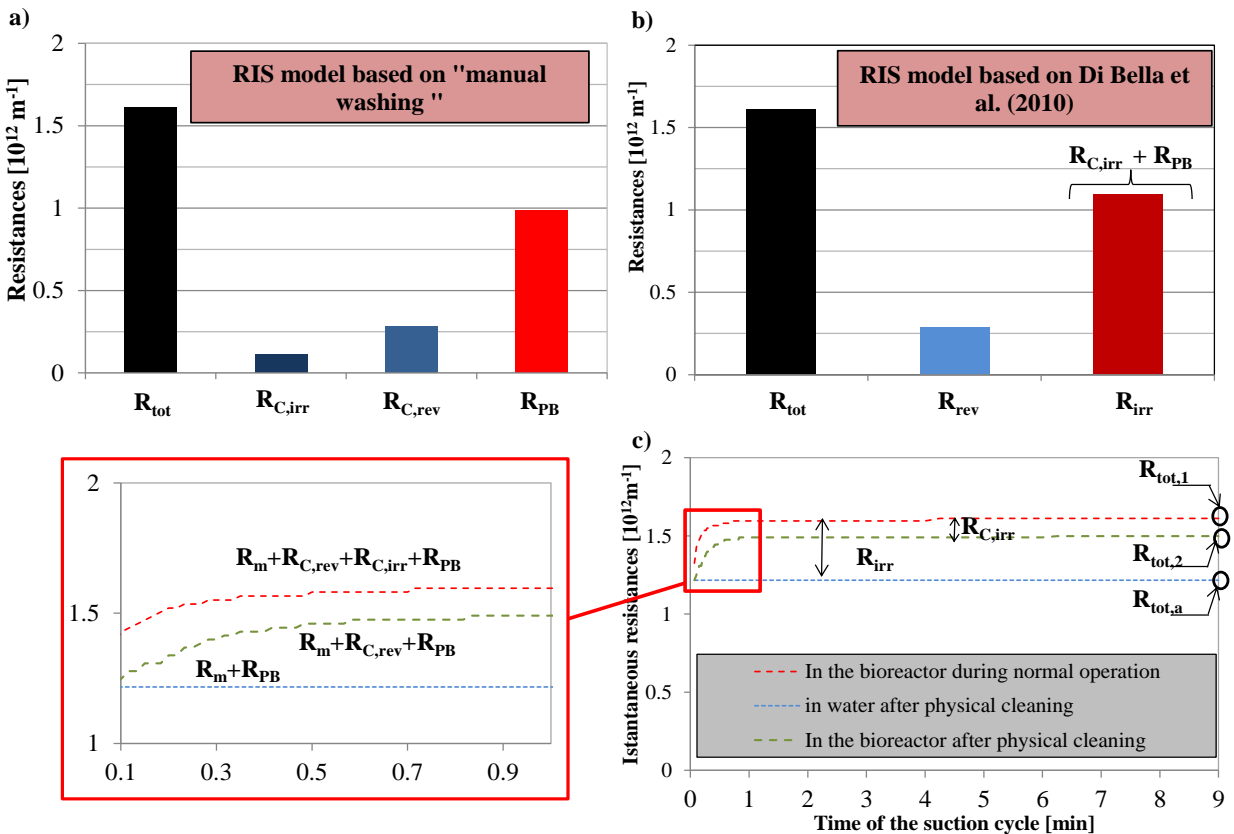 a)
RIS model based on "manual
washing "
Resistances [10¹² m⁻¹]
2
1.5
1
0.5
0
R_tot
R_C,irr
R_C,rev
R_PB
b)
RIS model based on Di Bella et
al. (2010)
Resistances [10¹² m⁻¹]
2
1.5
1
0.5
0
R_C,irr + R_PB
R_tot
R_rev
R_irr
2
1.5
1
R_m+R_C,rev+R_C,irr+R_PB
R_m+R_C,rev+R_PB
R_m+R_PB
0.1 0.3 0.5 0.7 0.9
c)
Istantaneous resistances [10¹²m⁻¹]
2
1.5
1
0.5
0
R_tot,1
R_C,irr
R_irr
R_tot,2
R_tot,a
In the bioreactor during normal operation
in water after physical cleaning
In the bioreactor after physical cleaning
0 1 2 3 4 5 6 7 8 9
Time of the suction cycle [min]